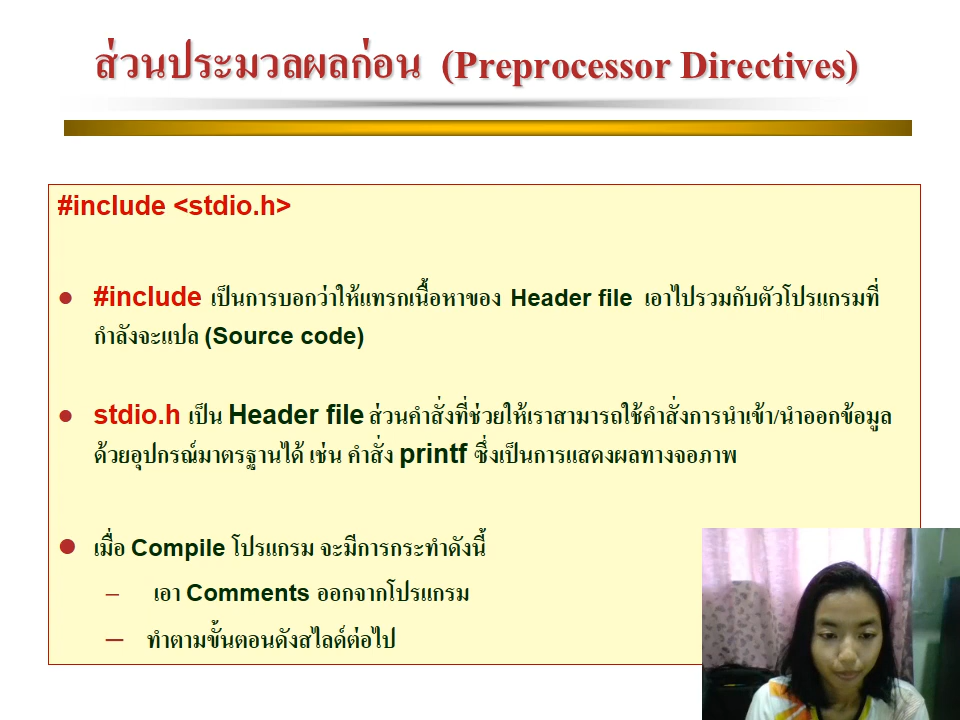 ส่วนประมวลผลก่อน (Preprocessor Directives)
#include <stdio.h>
#include เป็นการบอกว่าให้แทรกเนื้อหาของ Header file เอาไปรวมกับตัวโปรแกรมที่
กำลังจะแปล (Source code)
stdio.h เป็น Header file ส่วนคำสั่งที่ช่วยให้เราสามารถใช้คำสั่งการนำเข้า/นำออกข้อมูล
ด้วยอุปกรณ์มาตรฐานได้ เช่น คำสั่ง printf ซึ่งเป็นการแสดงผลทางจอภาพ
เมื่อ Compile โปรแกรม จะมีการกระทำดังนี้
– เอา Comments ออกจากโปรแกรม
– ทำตามขั้นตอนดังสไลด์ต่อไป